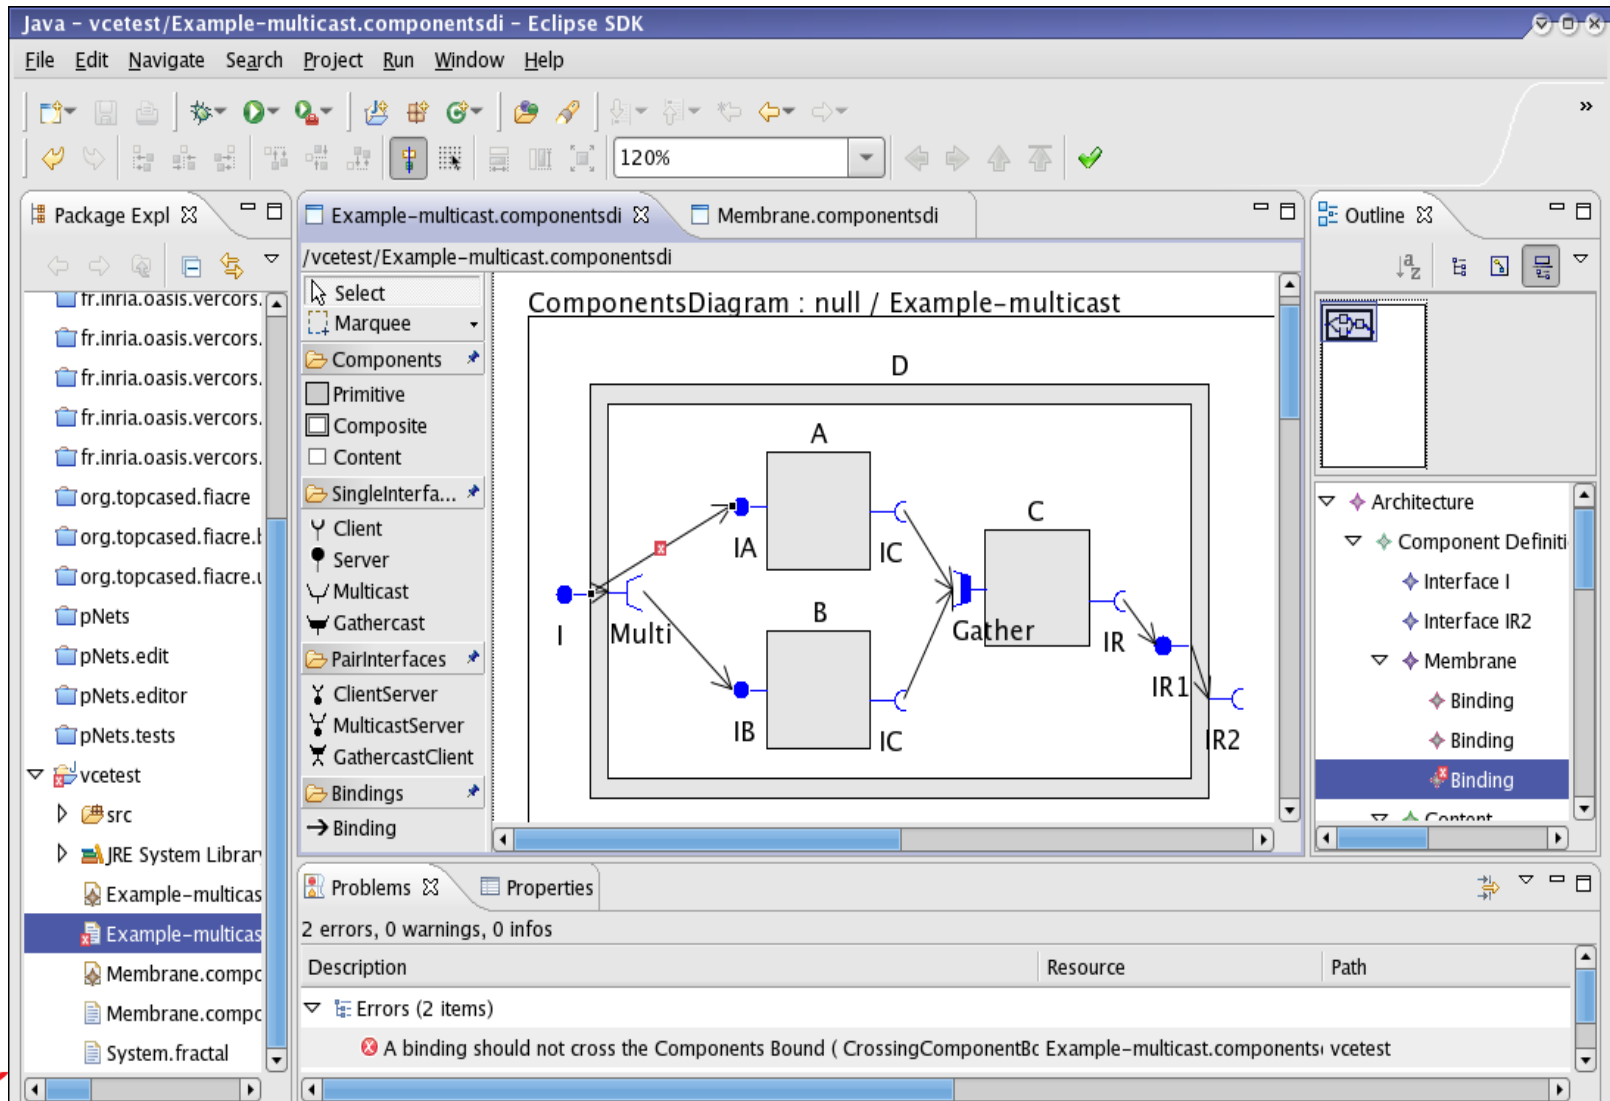 Java – vcetest/Example-multicast.componentsdi – Eclipse SDK
File Edit Navigate Search Project Run Window Help
120%
Package Expl
fr.inria.oasis.vercors.
fr.inria.oasis.vercors.
fr.inria.oasis.vercors.
fr.inria.oasis.vercors.
fr.inria.oasis.vercors.
org.topcased.fiacre
org.topcased.fiacre.
org.topcased.fiacre.
pNets
pNets.edit
pNets.editor
pNets.tests
vcetest
src
JRE System Library
Example-multicas
Example-multicas
Membrane.compo
Membrane.compo
System.fractal
Example-multicast.componentsdi
Membrane.componentsdi
/vcetest/Example-multicast.componentsdi
Select
Marquee
Components
Primitive
Composite
Content
SingleInterfa...
Client
Server
Multicast
Gathercast
PairInterfaces
ClientServer
MulticastServer
GathercastClient
Bindings
Binding
ComponentsDiagram : null / Example-multicast
D
A
IA
IC
C
I
Multi
B
Gather
IR
IR1
IB
IC
IR2
Outline
a
z
Architecture
Component Definiti
Interface I
Interface IR2
Membrane
Binding
Binding
Binding
Content
Problems
Properties
2 errors, 0 warnings, 0 infos
Description Resource Path
Errors (2 items)
A binding should not cross the Components Bound ( CrossingComponentBo Example-multicast.components vcetest